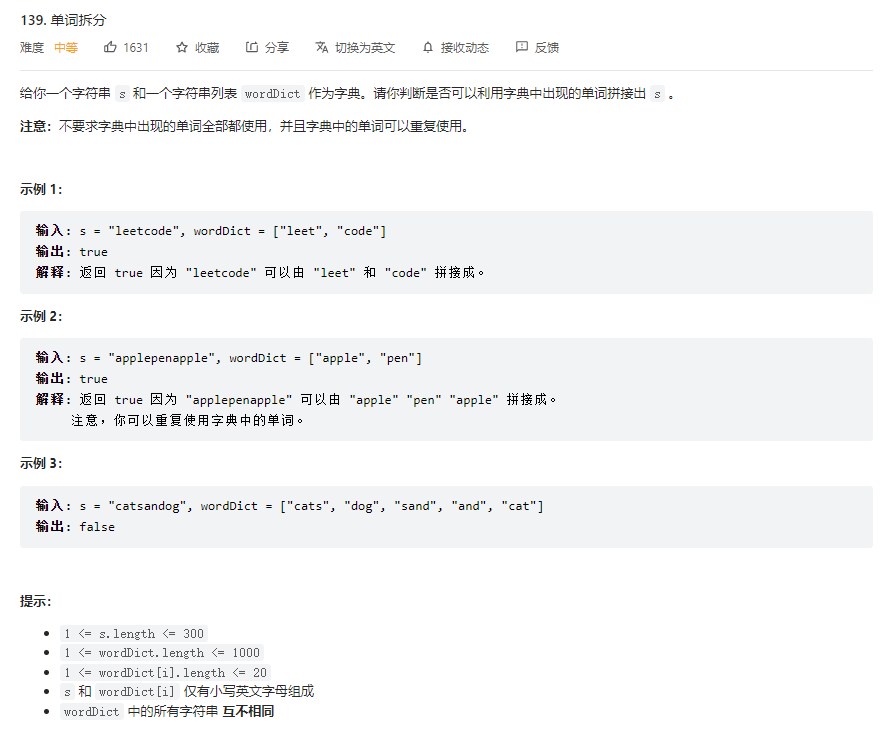 139. 单词拆分
难度 中等 1631 收藏 分享 切换为英文 接收动态 反馈
给你一个字符串 s 和一个字符串列表 wordDict 作为字典。请你判断是否可以利用字典中出现的单词拼接出 s 。
注意：不要求字典中出现的单词全部都使用，并且字典中的单词可以重复使用。
示例 1：
输入: s = "leetcode", wordDict = ["leet", "code"]
输出: true
解释: 返回 true 因为 "leetcode" 可以由 "leet" 和 "code" 拼接成。
示例 2：
输入: s = "applepenapple", wordDict = ["apple", "pen"]
输出: true
解释: 返回 true 因为 "applepenapple" 可以由 "apple" "pen" "apple" 拼接成。
注意，你可以重复使用字典中的单词。
示例 3：
输入: s = "catsandog", wordDict = ["cats", "dog", "sand", "and", "cat"]
输出: false
提示：
1 <= s.length <= 300
1 <= wordDict.length <= 1000
1 <= wordDict[i].length <= 20
s 和 wordDict[i] 仅有小写英文字母组成
wordDict 中的所有字符串 互不相同